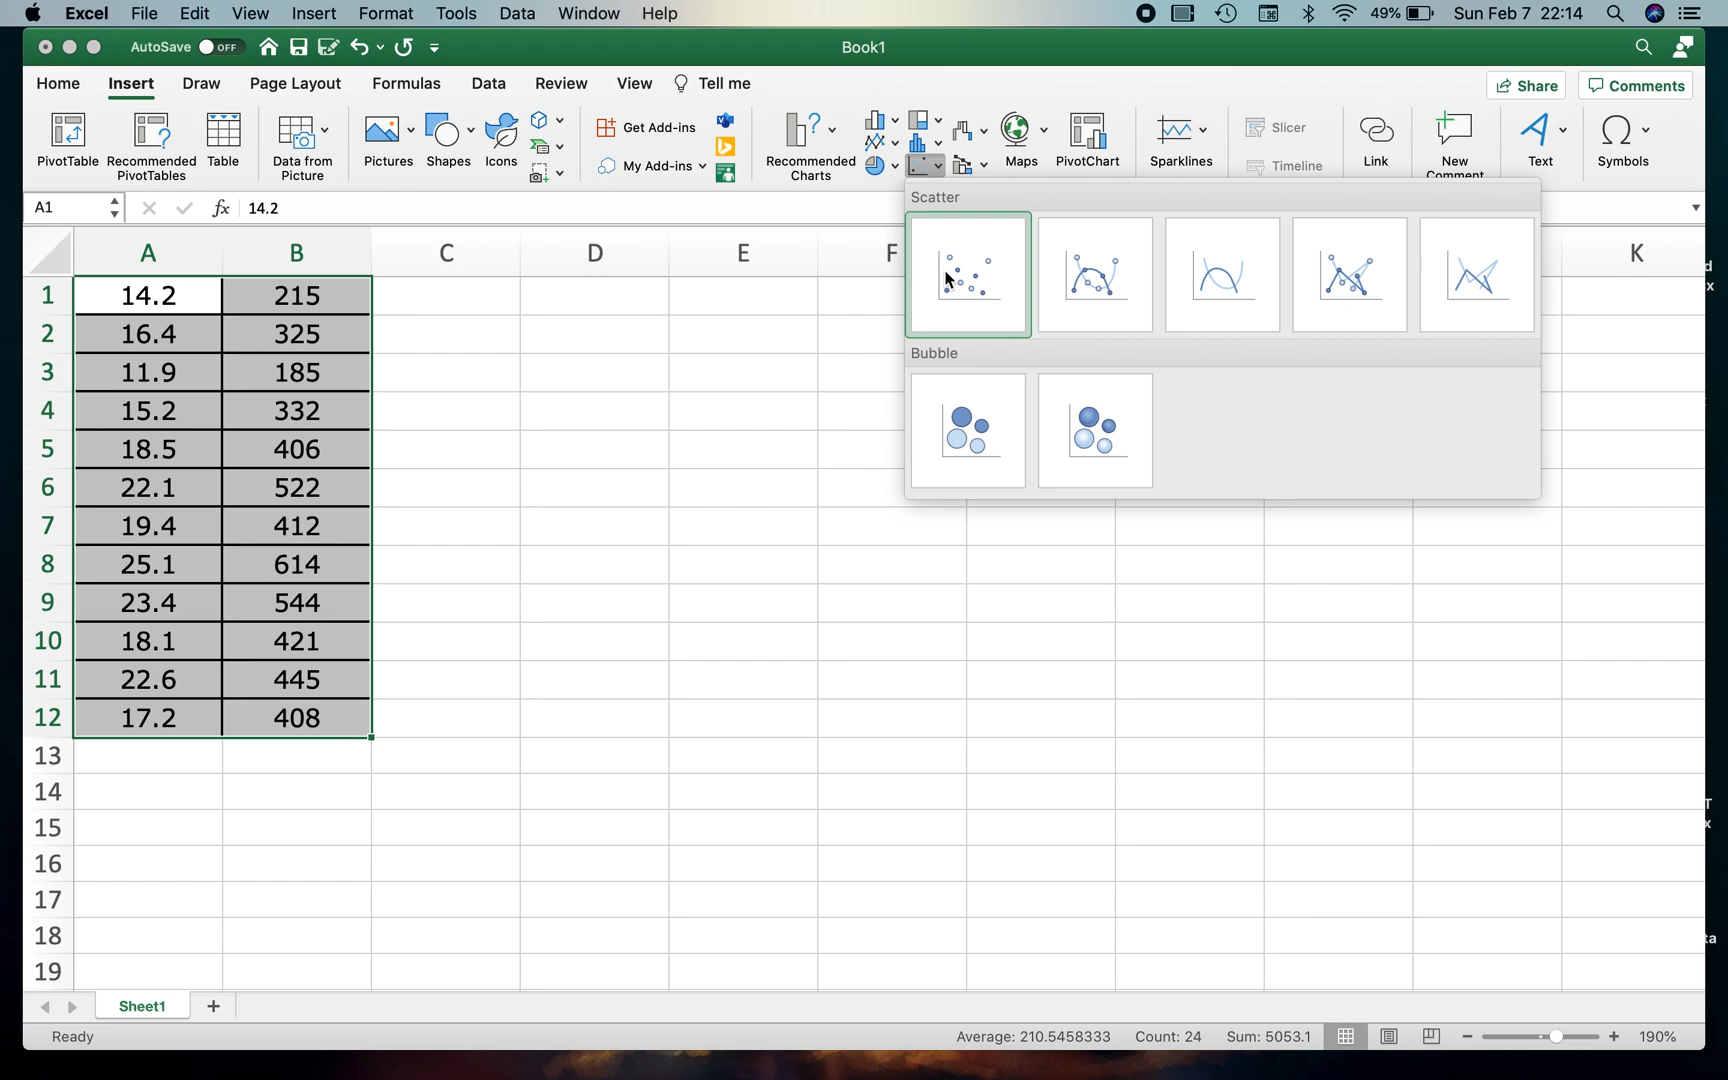 Excel File Edit View Insert Format Tools Data Window Help 49% Sun Feb 7 22:14
AutoSave OFF Book1
Home Insert Draw Page Layout Formulas Data Review View Tell me Share Comments
PivotTable Recommended PivotTables Table Data from Picture Pictures Shapes Icons Get Add-ins My Add-ins Recommended Charts Maps PivotChart Sparklines Slicer Timeline Link New Comment Text Symbols
A1 fx 14.2
Scatter
Bubble
A B C D E F K
1 14.2 215
2 16.4 325
3 11.9 185
4 15.2 332
5 18.5 406
6 22.1 522
7 19.4 412
8 25.1 614
9 23.4 544
10 18.1 421
11 22.6 445
12 17.2 408
13
14
15
16
17
18
19
Sheet1 +
Ready Average: 210.5458333 Count: 24 Sum: 5053.1 190%